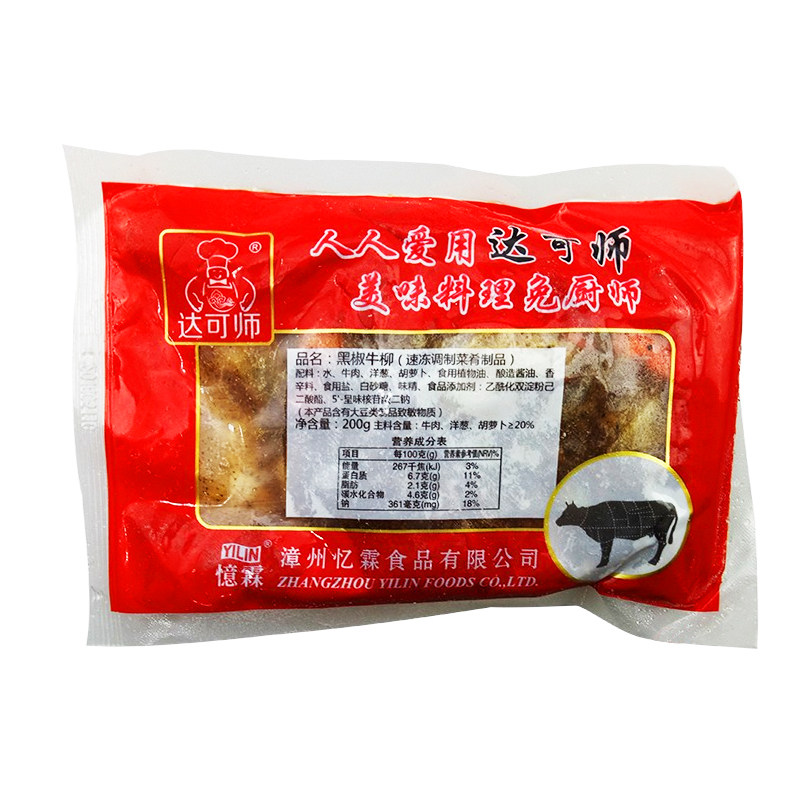 人人爱用达可师
美味料理免厨师
®
达可师
品名：黑椒牛柳（速冻调制菜肴制品）
配料：水、牛肉、洋葱、胡萝卜、食用植物油、酿造酱油、香
辛料、食用盐、白砂糖、味精、食品添加剂：乙酰化双淀粉己
二酸酯、5'-呈味核苷酸二钠
（本产品含有大豆类制品致敏物质）
净含量：200g 主料含量：牛肉、洋葱、胡萝卜≥20%
营养成分表
项目 每100克(g) 营养素参考值(NRV)%
能量 267千焦(kJ) 3%
蛋白质 6.7克(g) 11%
脂肪 2.1克(g) 4%
碳水化合物 4.6克(g) 2%
钠 361毫克(mg) 18%
YILIN®
憶霖
漳州忆霖食品有限公司
ZHANGZHOU YILIN FOODS CO.,LTD.